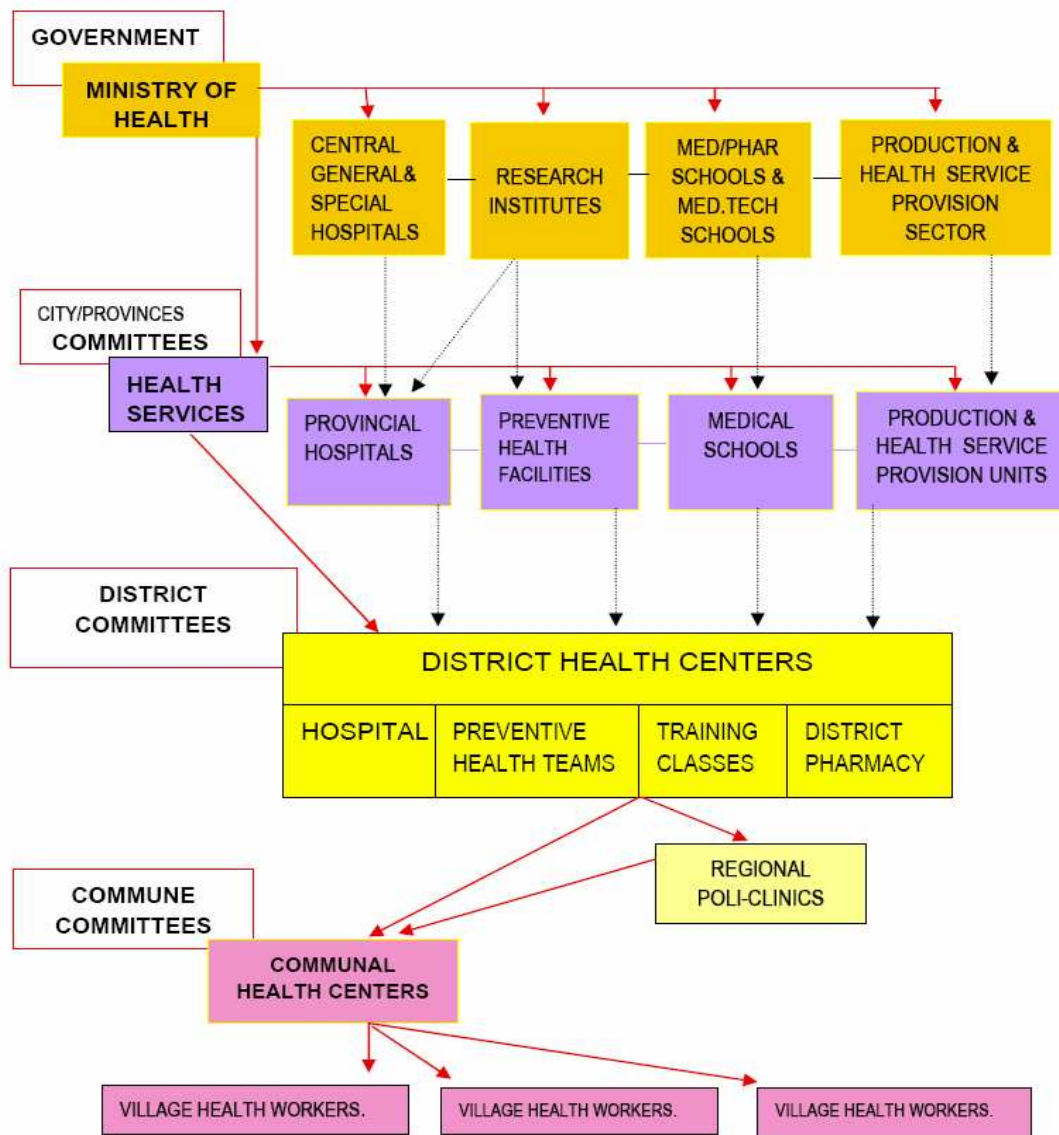 GOVERNMENT
MINISTRY OF
HEALTH
CENTRAL
GENERAL&
SPECIAL
HOSPITALS
RESEARCH
INSTITUTES
MED/PHAR
SCHOOLS &
MED.TECH
SCHOOLS
PRODUCTION &
HEALTH SERVICE
PROVISION
SECTOR
CITY/PROVINCES
COMMITTEES
HEALTH
SERVICES
PROVINCIAL
HOSPITALS
PREVENTIVE
HEALTH
FACILITIES
MEDICAL
SCHOOLS
PRODUCTION &
HEALTH SERVICE
PROVISION UNITS
DISTRICT
COMMITTEES
DISTRICT HEALTH CENTERS
HOSPITAL
PREVENTIVE
HEALTH TEAMS
TRAINING
CLASSES
DISTRICT
PHARMACY
REGIONAL
POLI-CLINICS
COMMUNE
COMMITTEES
COMMUNAL
HEALTH CENTERS
VILLAGE HEALTH WORKERS.
VILLAGE HEALTH WORKERS.
VILLAGE HEALTH WORKERS.